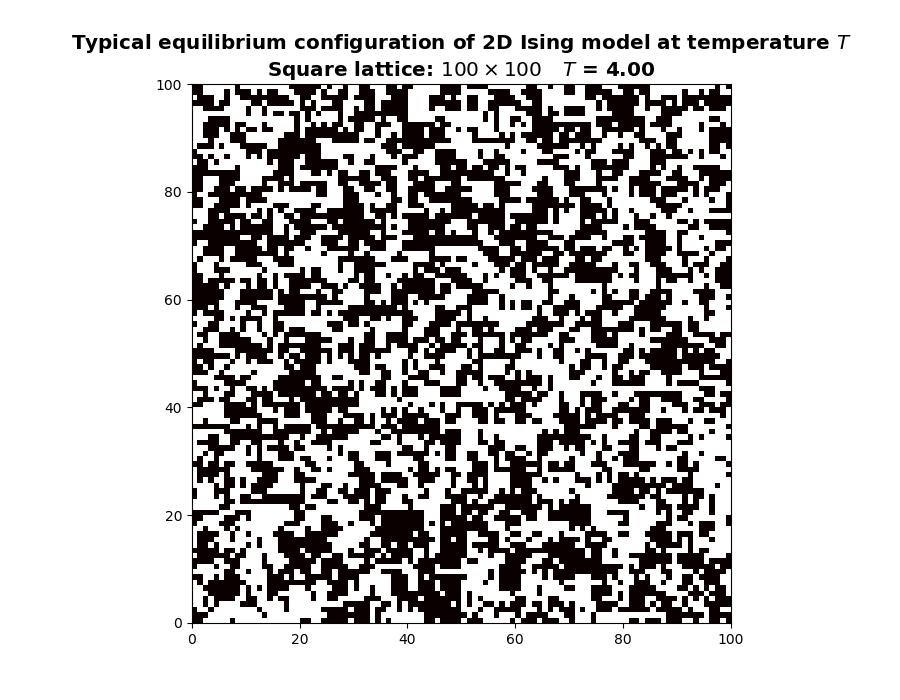 Typical equilibrium configuration of 2D Ising model at temperature T
Square lattice: 100 × 100 T = 4.00
100
80
60
40
20
0
0 20 40 60 80 100